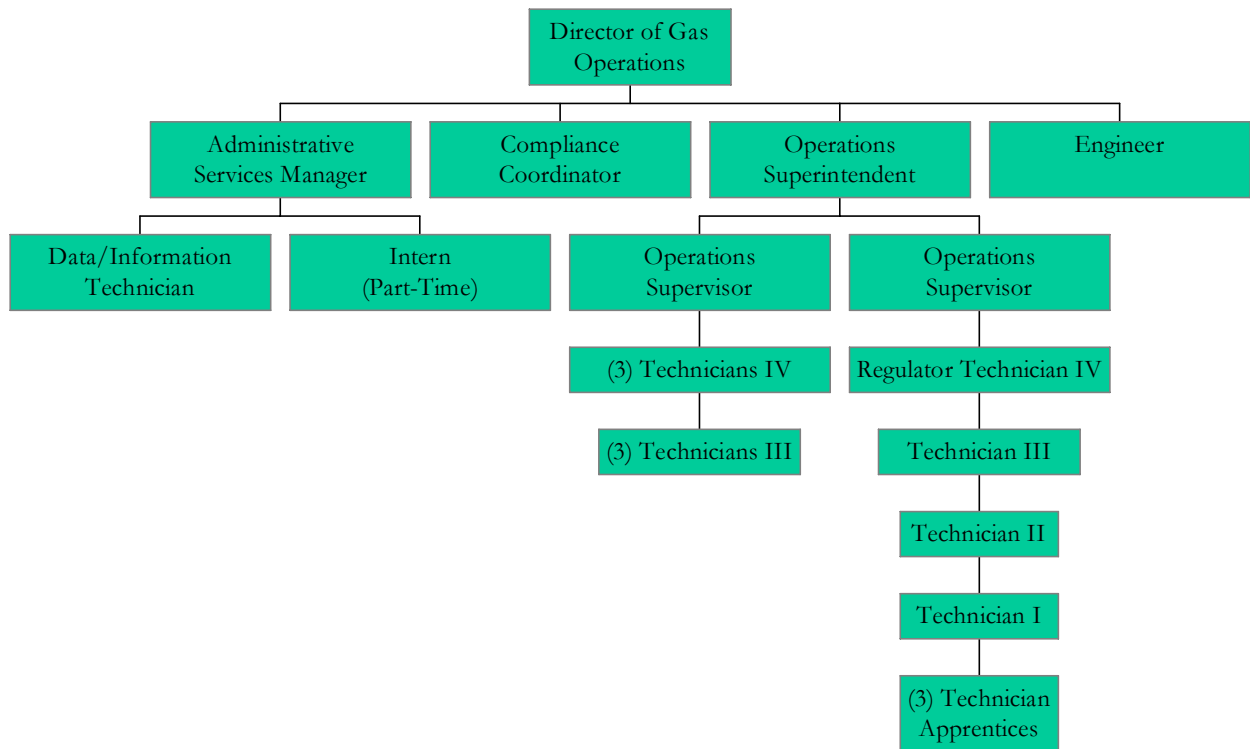 Director of Gas
Operations
Administrative
Services Manager
Compliance
Coordinator
Operations
Superintendent
Engineer
Data/Information
Technician
Intern
(Part-Time)
Operations
Supervisor
Operations
Supervisor
(3) Technicians IV
Regulator Technician IV
(3) Technicians III
Technician III
Technician II
Technician I
(3) Technician
Apprentices